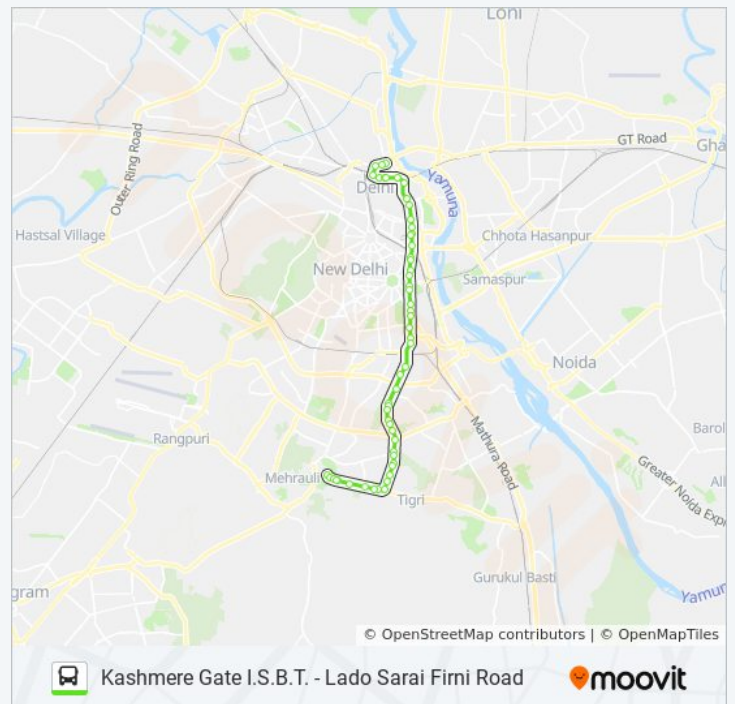 Loni
Outer Ring Road
GT Road
Gha
Delhi
Yamuna
Hastsal Village
Chhota Hasanpur
New Delhi
Samaspur
Noida
Rangpuri
Mathura Road
Barol
Mehrauli
Greater Noida Expr
All
Tigri
Gurukul Basti
gram
Yamun
© OpenStreetMap contributors | © OpenMapTiles
Kashmere Gate I.S.B.T. - Lado Sarai Firni Road
moovit